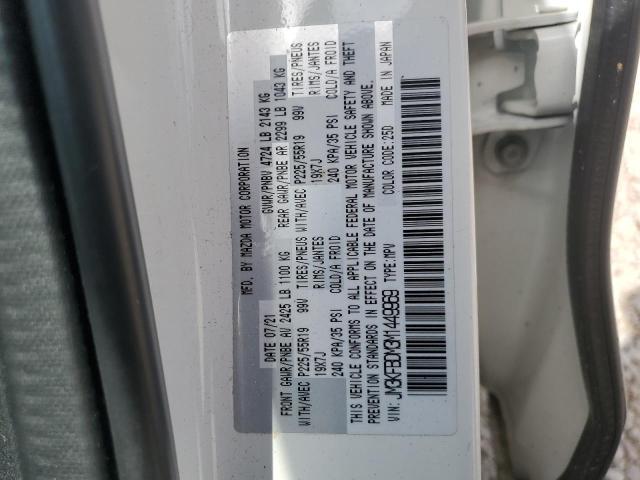 MFD. BY MAZDA MOTOR CORPORATION
DATE 07/21 GVWR/PNBV 4724 LB 2143 KG
FRONT GAWR/PNBE AV 2425 LB 1100 KG REAR GAWR/PNBE AR 2299 LB 1043 KG
WITH/AVEC P225/55R19 99V TIRES/PNEUS WITH/AVEC P225/55R19 99V TIRES/PNEUS
19X7J RIMS/JANTES 19X7J RIMS/JANTES
240 KPA/35 PSI COLD/A FROID 240 KPA/35 PSI COLD/A FROID
THIS VEHICLE CONFORMS TO ALL APPLICABLE FEDERAL MOTOR VEHICLE SAFETY AND THEFT
PREVENTION STANDARDS IN EFFECT ON THE DATE OF MANUFACTURE SHOWN ABOVE.
COLOR CODE:25D MADE IN JAPAN
VIN: JM3KFBDM3M1449969 TYPE:MPV